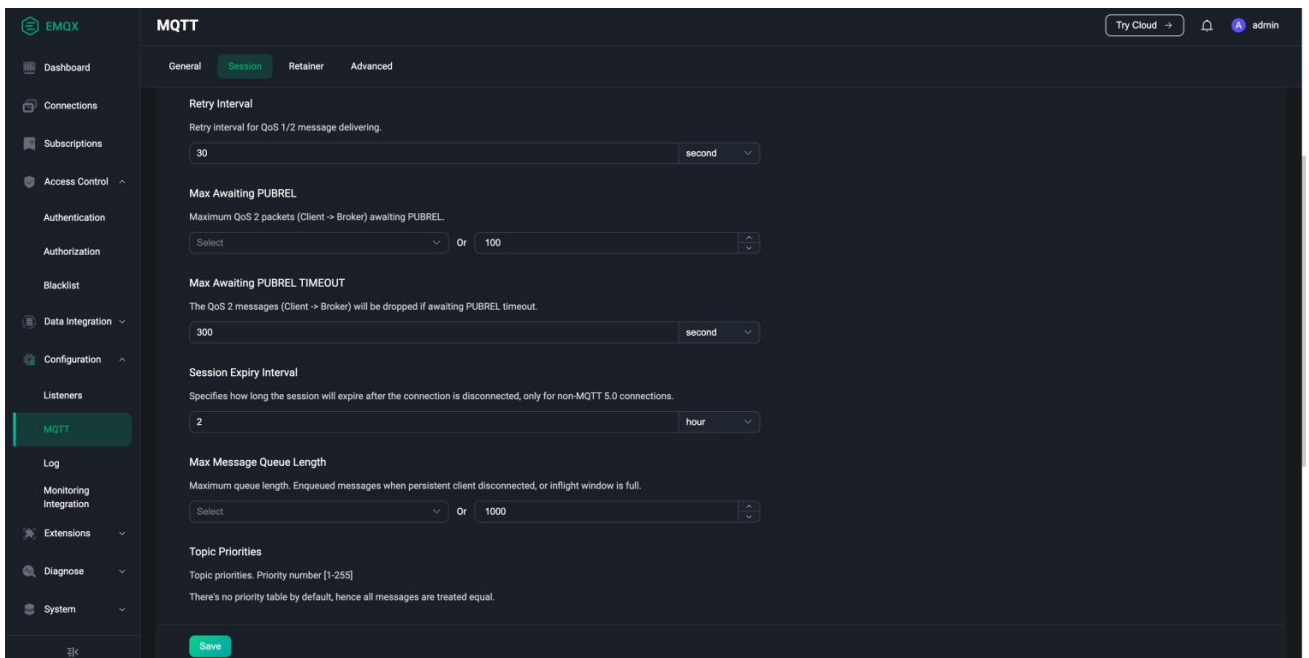 EMQX
MQTT
Try Cloud →
A admin
Dashboard
Connections
Subscriptions
Access Control
Authentication
Authorization
Blacklist
Data Integration
Configuration
Listeners
MQTT
Log
Monitoring
Integration
Extensions
Diagnose
System
General Session Retainer Advanced
Retry Interval
Retry interval for QoS 1/2 message delivering.
30 second
Max Awaiting PUBREL
Maximum QoS 2 packets (Client -> Broker) awaiting PUBREL.
Select Or 100
Max Awaiting PUBREL TIMEOUT
The QoS 2 messages (Client -> Broker) will be dropped if awaiting PUBREL timeout.
300 second
Session Expiry Interval
Specifies how long the session will expire after the connection is disconnected, only for non-MQTT 5.0 connections.
2 hour
Max Message Queue Length
Maximum queue length. Enqueued messages when persistent client disconnected, or inflight window is full.
Select Or 1000
Topic Priorities
Topic priorities. Priority number [1-255]
There's no priority table by default, hence all messages are treated equal.
Save